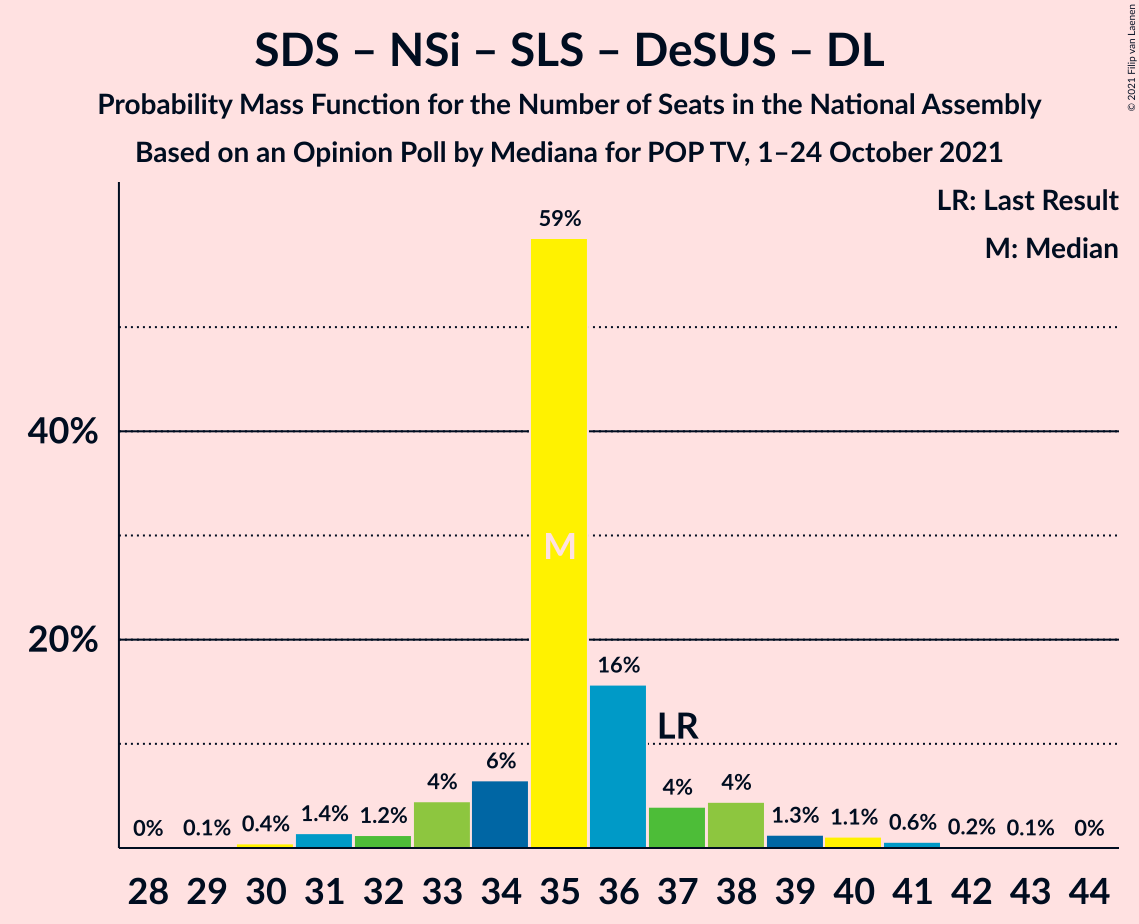 SDS – NSi – SLS – DeSUS – DL
Probability Mass Function for the Number of Seats in the National Assembly
Based on an Opinion Poll by Mediana for POP TV, 1–24 October 2021
© 2021 Filip van Laenen
LR: Last Result
M: Median
59%
40%
M
20%
16%
LR
6%
4% 4% 4%
0% 0.1% 0.4% 1.4% 1.2% 1.3% 1.1% 0.6% 0.2% 0.1% 0%
28 29 30 31 32 33 34 35 36 37 38 39 40 41 42 43 44